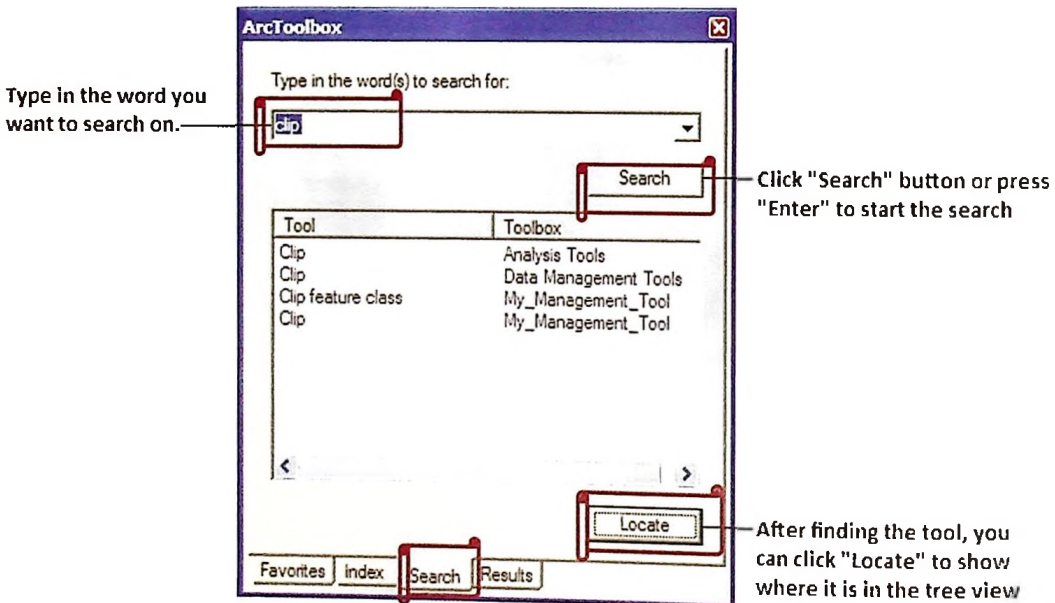 ArcToolbox
Type in the word(s) to search for:
Type in the word you
want to search on.
clip
Search
Click "Search" button or press
"Enter" to start the search
Tool Toolbox
Clip Analysis Tools
Clip Data Management Tools
Clip feature class My_Management_Tool
Clip My_Management_Tool
Locate
After finding the tool, you
can click "Locate" to show
where it is in the tree view
Favorites index Search Results